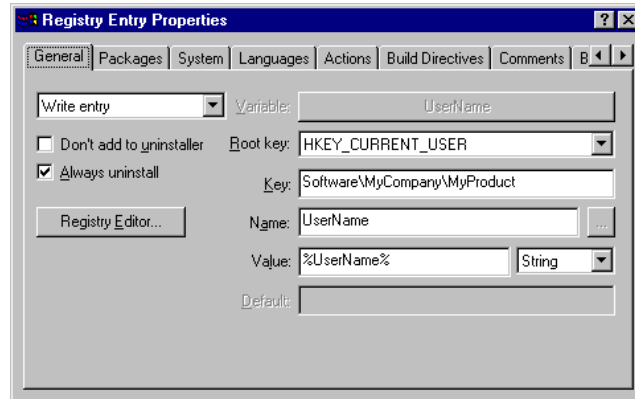 Registry Entry Properties
General Packages System Languages Actions Build Directives Comments B
Write entry Variable: UserName
Don't add to uninstaller Root key: HKEY_CURRENT_USER
Always uninstall
Key: Software\MyCompany\MyProduct
Registry Editor... Name: UserName ...
Value: %UserName% String
Default: